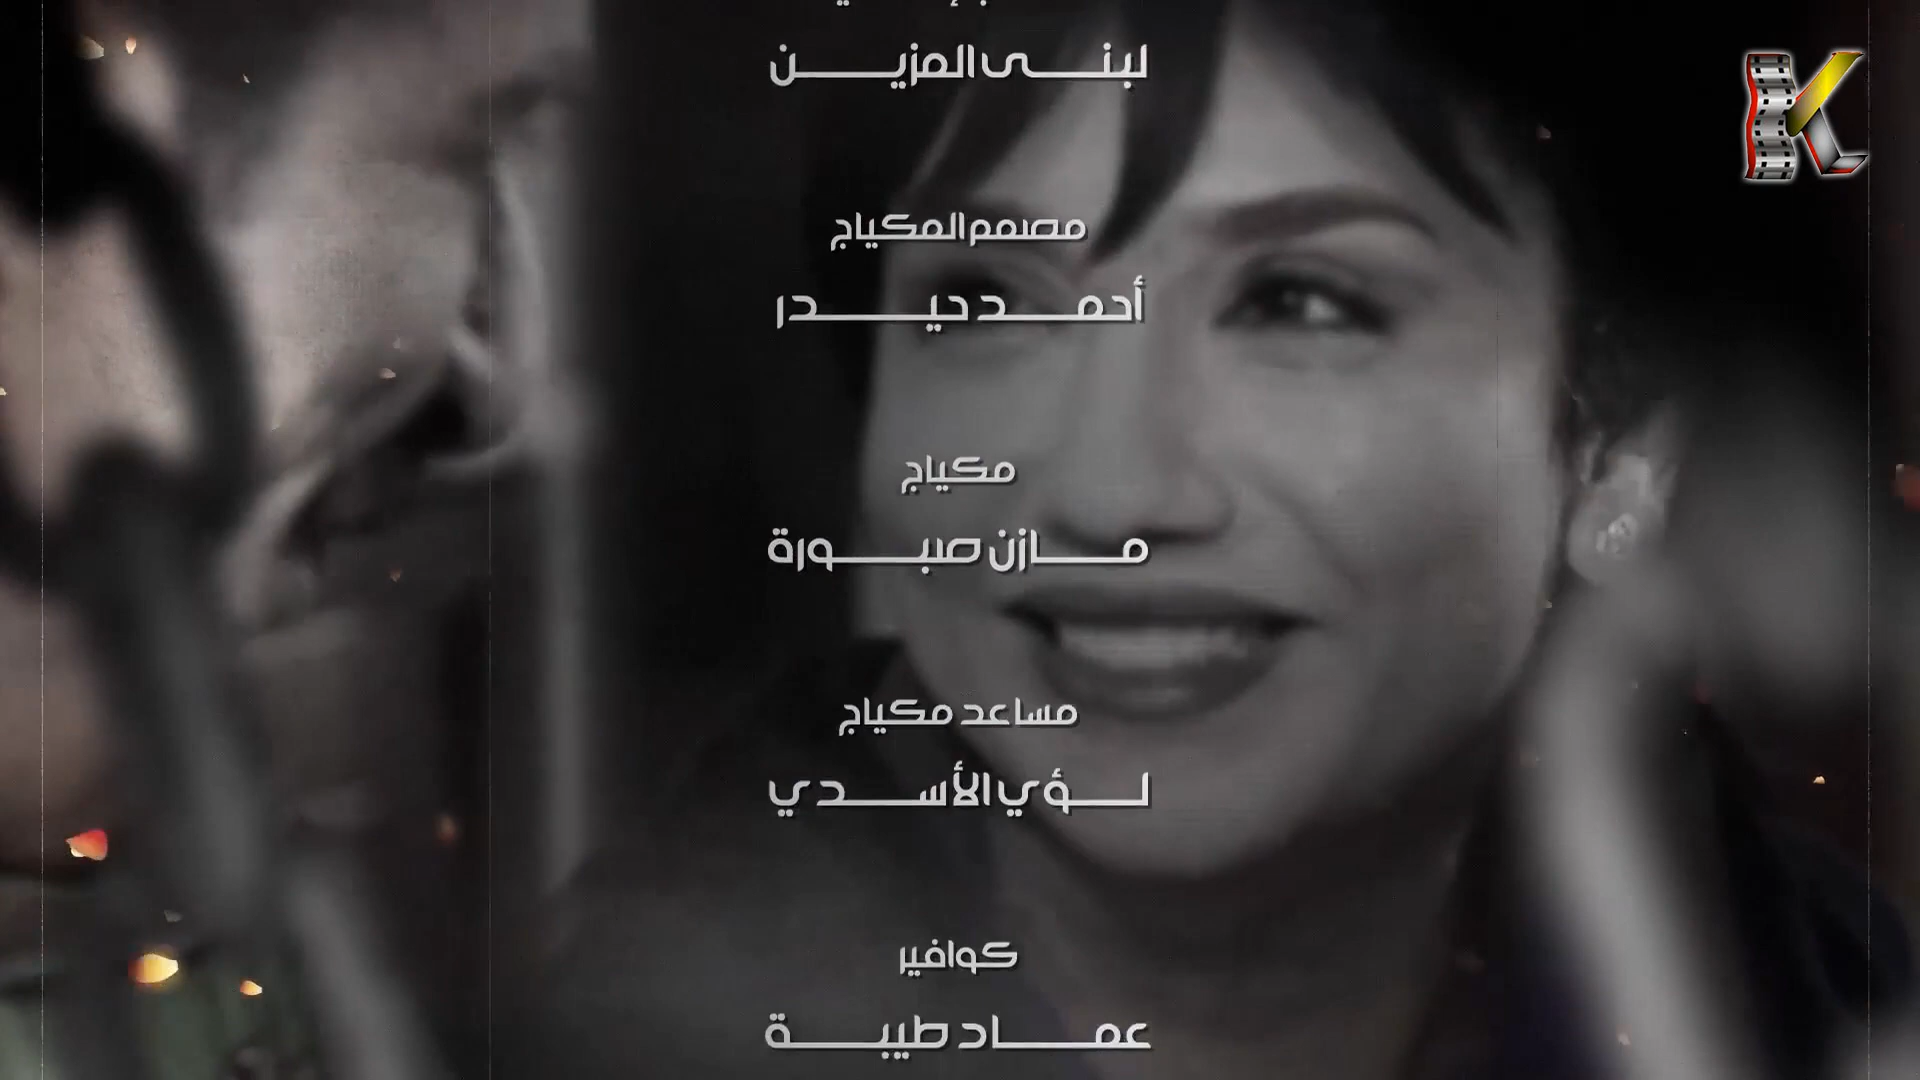 لبنى المزين
مصمم المكياج
أحمد حيدر
مكياج
مازن صبورة
مساعد مكياج
لؤي الأسدي
كوافير
عماد طيبة
K